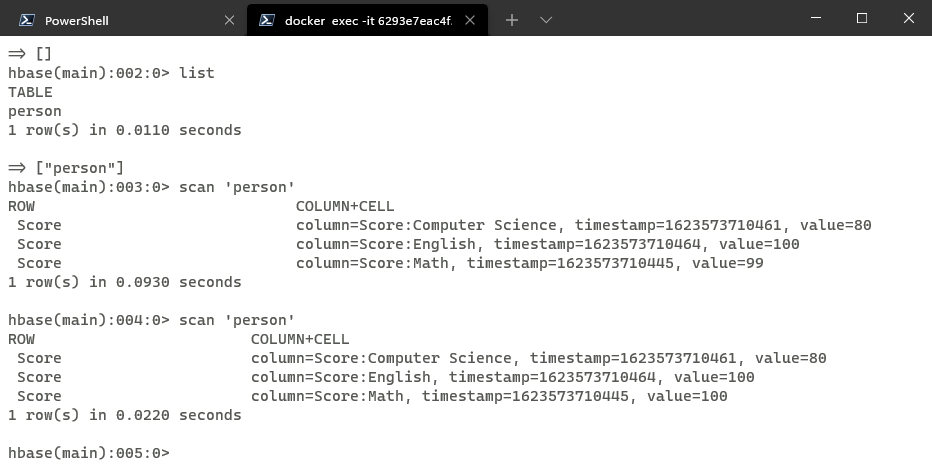 PowerShell
docker exec -it 6293e7eac4f.
=> []
hbase(main):002:0> list
TABLE
person
1 row(s) in 0.0110 seconds
=> ["person"]
hbase(main):003:0> scan 'person'
ROW COLUMN+CELL
Score column=Score:Computer Science, timestamp=1623573710461, value=80
Score column=Score:English, timestamp=1623573710464, value=100
Score column=Score:Math, timestamp=1623573710445, value=99
1 row(s) in 0.0930 seconds
hbase(main):004:0> scan 'person'
ROW COLUMN+CELL
Score column=Score:Computer Science, timestamp=1623573710461, value=80
Score column=Score:English, timestamp=1623573710464, value=100
Score column=Score:Math, timestamp=1623573710445, value=100
1 row(s) in 0.0220 seconds
hbase(main):005:0>